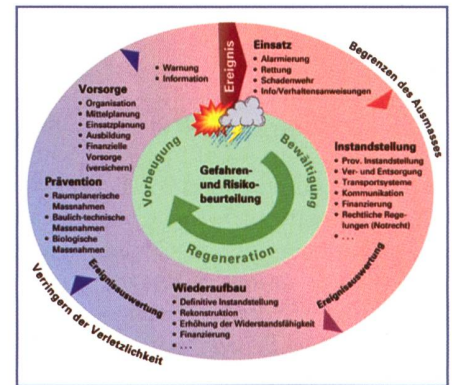 Ereignis
Einsatz
• Alarmierung
• Rettung
• Schadenwehr
• Info/Verhaltensanweisungen
Begrenzen des Ausmasses
Instandstellung
• Prov. Instandstellung
• Ver- und Entsorgung
• Transportsysteme
• Kommunikation
• Finanzierung
• Rechtliche Rege-
lungen (Notrecht)
• ...
Ereignisauswertung
Wiederaufbau
• Definitive Instandstellung
• Rekonstruktion
• Erhöhung der Widerstandsfähigkeit
• Finanzierung
• ...
Verringern der Verletzlichkeit
Ereignisauswertung
Prävention
• Raumplanerische
Massnahmen
• Baulich-technische
Massnahmen
• Biologische
Massnahmen
Vorsorge
• Organisation
• Mittelplanung
• Einsatzplanung
• Ausbildung
• Finanzielle
Vorsorge
(versichern)
• Warnung
• Information
Vorbeugung
Bewältigung
Regeneration
Gefahren-
und Risiko-
beurteilung